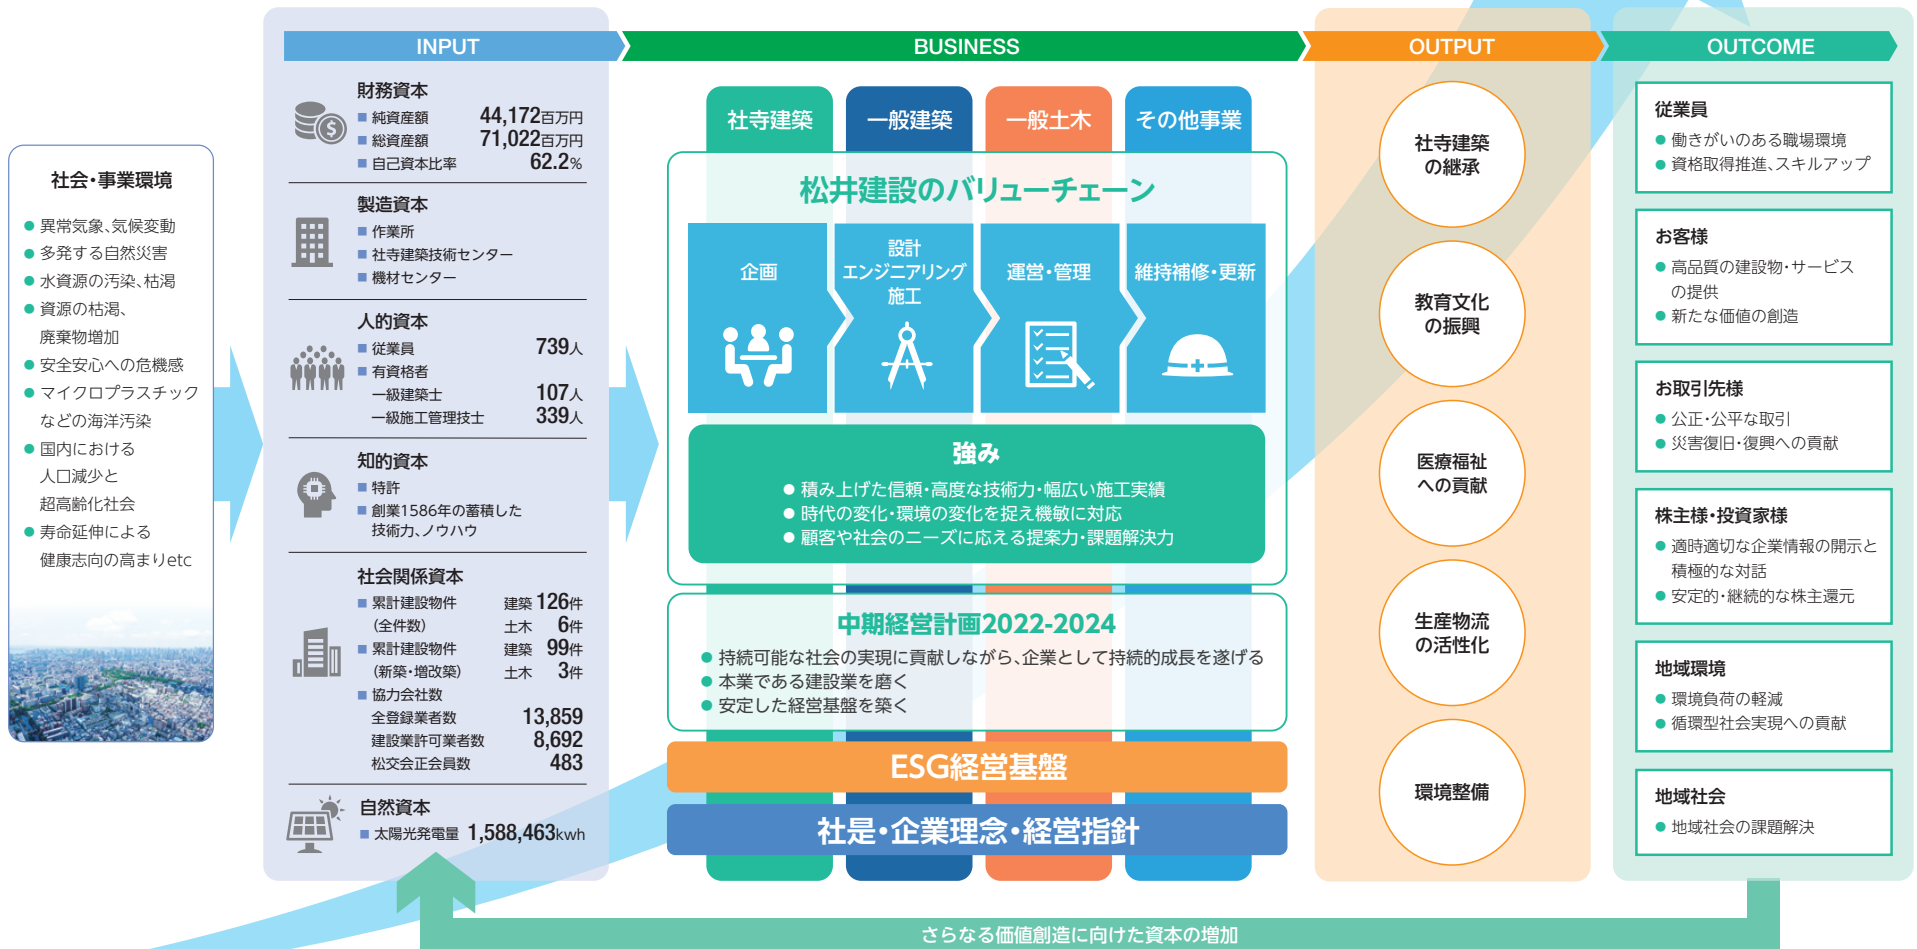 社会・事業環境
異常気象、気候変動
多発する自然災害
水資源の汚染、枯渇
資源の枯渇、
廃棄物増加
安全安心への危機感
マイクロプラスチック
などの海洋汚染
国内における
人口減少と
超高齢化社会
寿命延伸による
健康志向の高まりetc
INPUT
財務資本
純資産額 44,172百万円
総資産額 71,022百万円
自己資本比率 62.2%
製造資本
作業所
社寺建築技術センター
機材センター
人的資本
従業員 739人
有資格者
一級建築士 107人
一級施工管理技士 339人
知的資本
特許
創業1586年の蓄積した
技術力、ノウハウ
社会関係資本
累計建設物件 建築 126件
(全件数) 土木 6件
累計建設物件 建築 99件
(新築・増改築) 土木 3件
協力会社数
全登録業者数 13,859
建設業許可業者数 8,692
松交会正会員数 483
自然資本
太陽光発電量 1,588,463kwh
BUSINESS
社寺建築 一般建築 一般土木 その他事業
松井建設のバリューチェーン
企画
設計
エンジニアリング
施工
運営・管理
維持補修・更新
強み
積み上げた信頼・高度な技術力・幅広い施工実績
時代の変化・環境の変化を捉え機敏に対応
顧客や社会のニーズに応える提案力・課題解決力
中期経営計画2022-2024
持続可能な社会の実現に貢献しながら、企業として持続的成長を遂げる
本業である建設業を磨く
安定した経営基盤を築く
ESG経営基盤
社是・企業理念・経営指針
OUTPUT
社寺建築
の継承
教育文化
の振興
医療福祉
への貢献
生産物流
の活性化
環境整備
OUTCOME
従業員
働きがいのある職場環境
資格取得推進、スキルアップ
お客様
高品質の建設物・サービス
の提供
新たな価値の創造
お取引先様
公正・公平な取引
災害復旧・復興への貢献
株主様・投資家様
適時適切な企業情報の開示と
積極的な対話
安定的・継続的な株主還元
地域環境
環境負荷の軽減
循環型社会実現への貢献
地域社会
地域社会の課題解決
さらなる価値創造に向けた資本の増加